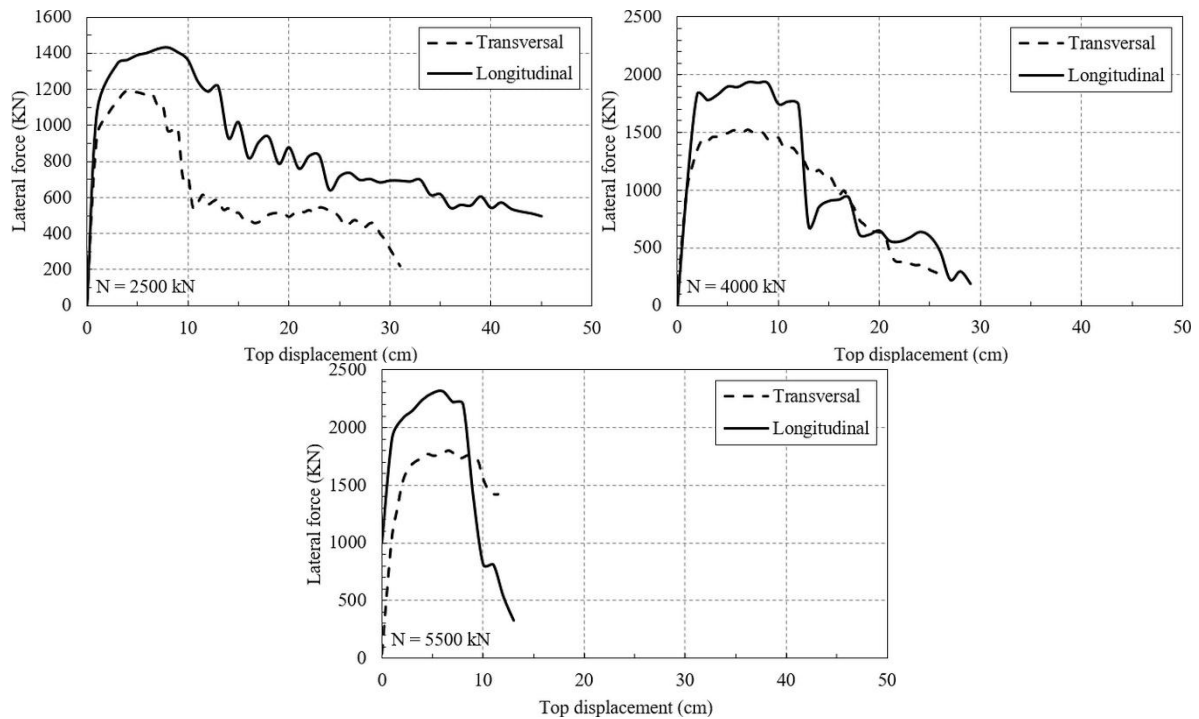 1600
1400
1200
1000
800
600
400
200
0
Lateral force (KN)
Transversal
Longitudinal
N = 2500 kN
0 10 20 30 40 50
Top displacement (cm)
2500
2000
1500
1000
500
0
Lateral force (KN)
Transversal
Longitudinal
N = 4000 kN
0 10 20 30 40 50
Top displacement (cm)
2500
2000
1500
1000
500
0
Lateral force (KN)
Transversal
Longitudinal
N = 5500 kN
0 10 20 30 40 50
Top displacement (cm)